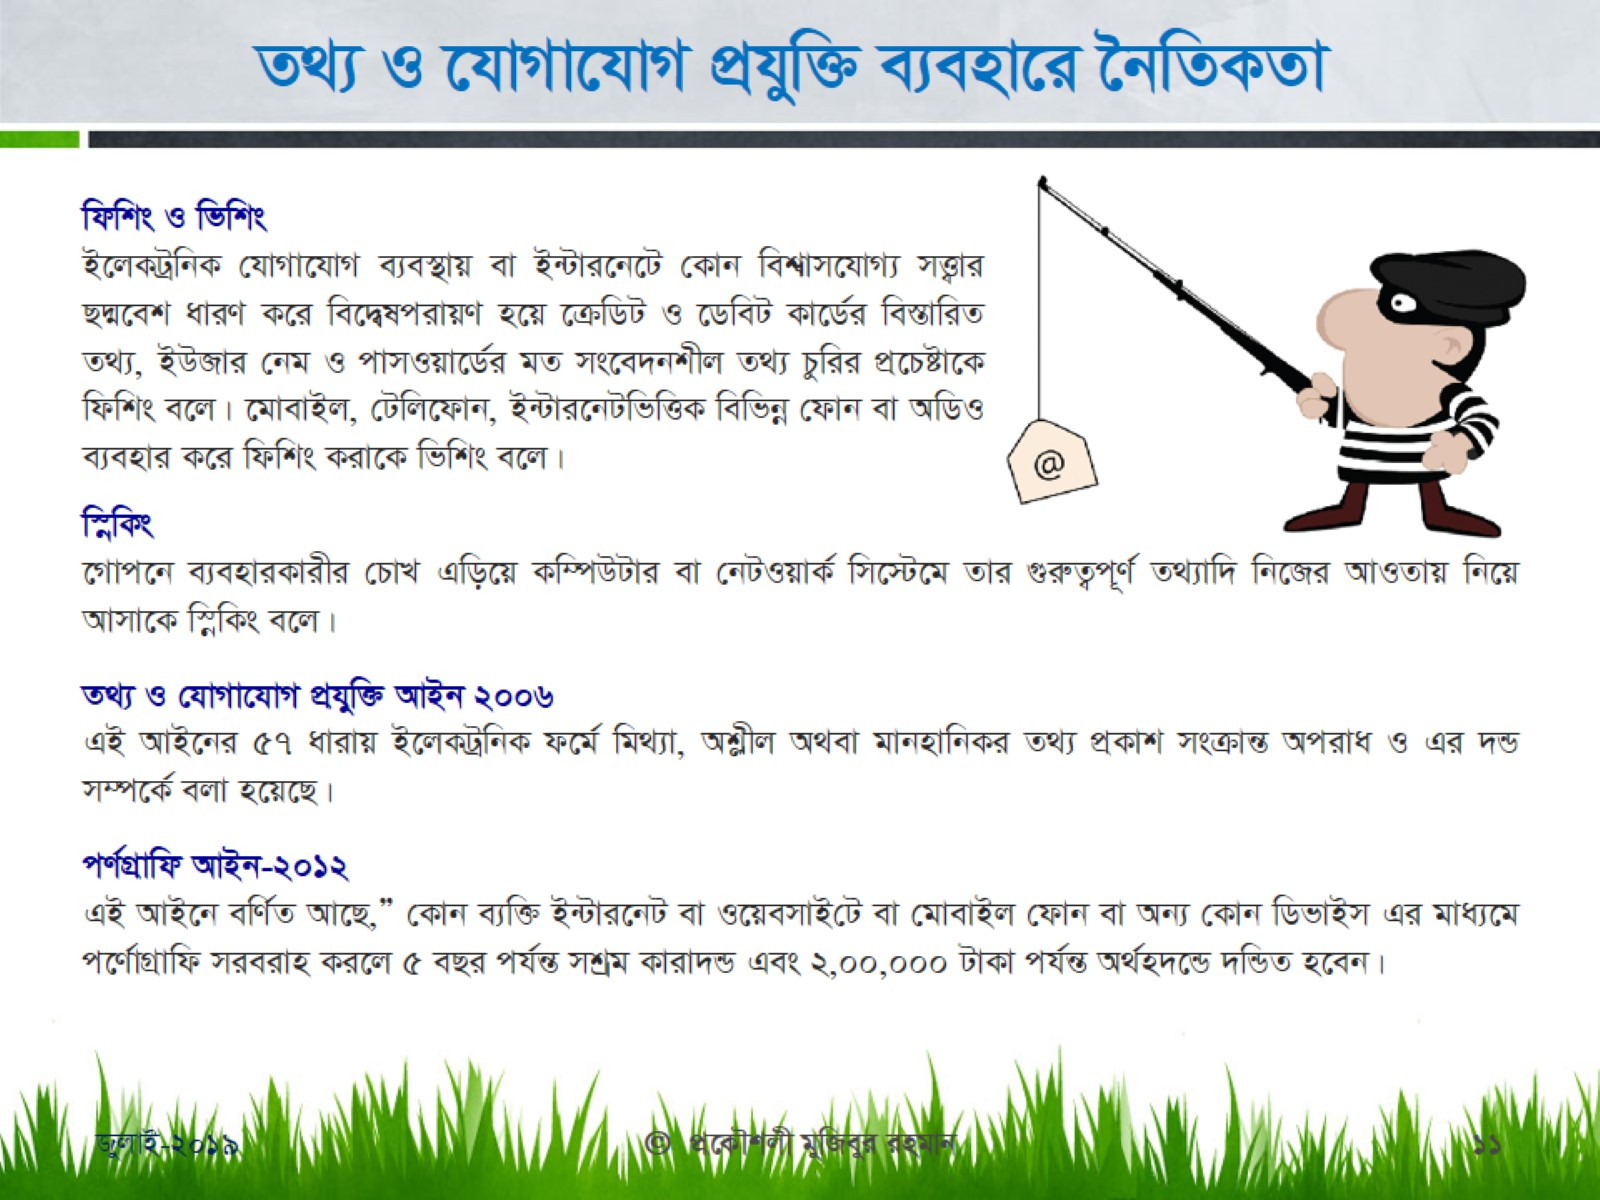 তথ্য ও যোগাযোগ প্রযুক্তি ব্যবহারে নৈতিকতা
ফিশিং ও ভিশিং
ইলেকট্রনিক যোগাযোগ ব্যবস্থায় বা ইন্টারনেটে কোন বিশ্বাসযোগ্য সত্ত্বার
ছদ্মবেশ ধারণ করে বিদ্বেষপরায়ণ হয়ে ক্রেডিট ও ডেবিট কার্ডের বিস্তারিত
তথ্য, ইউজার নেম ও পাসওয়ার্ডের মত সংবেদনশীল তথ্য চুরির প্রচেষ্টাকে
ফিশিং বলে। মোবাইল, টেলিফোন, ইন্টারনেটভিত্তিক বিভিন্ন ফোন বা অডিও
ব্যবহার করে ফিশিং করাকে ভিশিং বলে।
@
স্নিকিং
গোপনে ব্যবহারকারীর চোখ এড়িয়ে কম্পিউটার বা নেটওয়ার্ক সিস্টেমে তার গুরুত্বপূর্ণ তথ্যাদি নিজের আওতায় নিয়ে
আসাকে স্নিকিং বলে।
তথ্য ও যোগাযোগ প্রযুক্তি আইন ২০০৬
এই আইনের ৫৭ ধারায় ইলেকট্রনিক ফর্মে মিথ্যা, অশ্লীল অথবা মানহানিকর তথ্য প্রকাশ সংক্রান্ত অপরাধ ও এর দন্ড
সম্পর্কে বলা হয়েছে।
পর্ণগ্রাফি আইন-২০১২
এই আইনে বর্ণিত আছে,” কোন ব্যক্তি ইন্টারনেট বা ওয়েবসাইটে বা মোবাইল ফোন বা অন্য কোন ডিভাইস এর মাধ্যমে
পর্ণোগ্রাফি সরবরাহ করলে ৫ বছর পর্যন্ত সশ্রম কারাদন্ড এবং ২,০০,০০০ টাকা পর্যন্ত অর্থহদন্ডে দন্ডিত হবেন।
জুলাই-২০১৯
© প্রকৌশলী মুজিবুর রহমান
১১